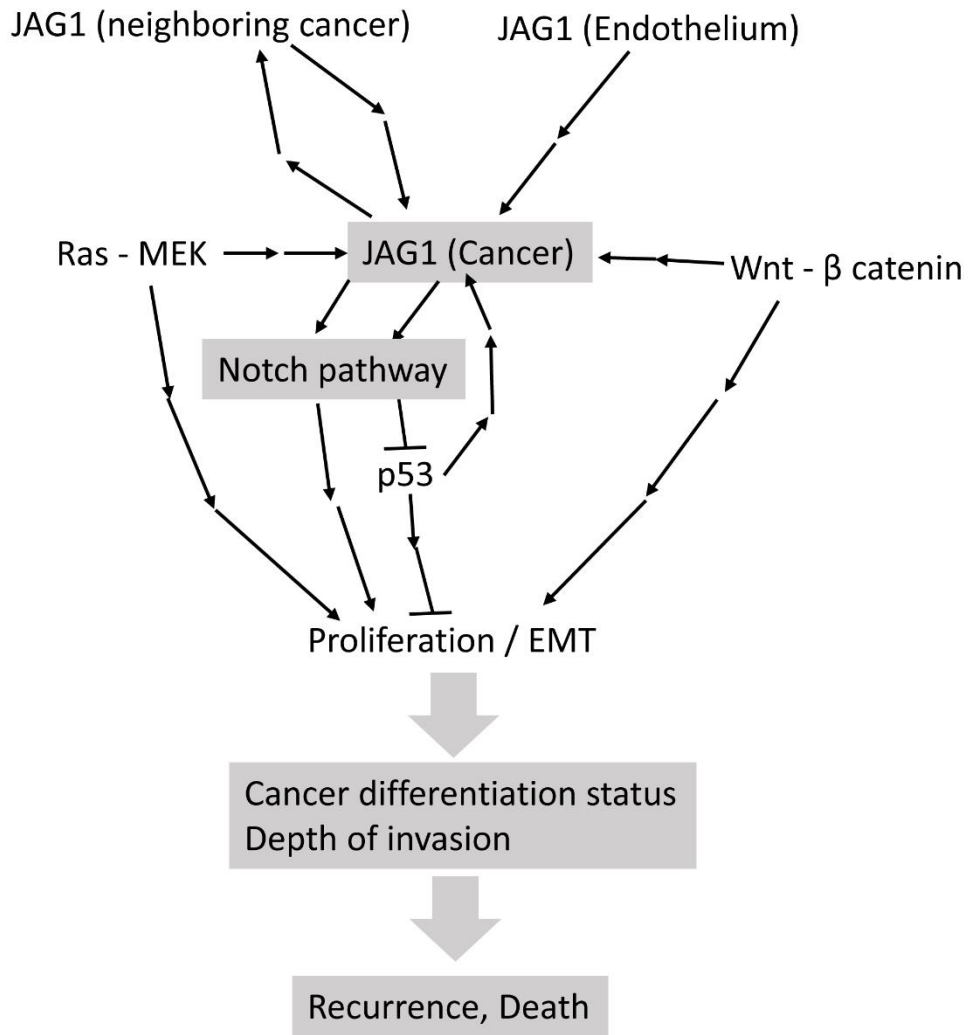 JAG1 (neighboring cancer)
JAG1 (Endothelium)
Ras - MEK
JAG1 (Cancer)
Wnt - β catenin
Notch pathway
p53
Proliferation / EMT
Cancer differentiation status
Depth of invasion
Recurrence, Death